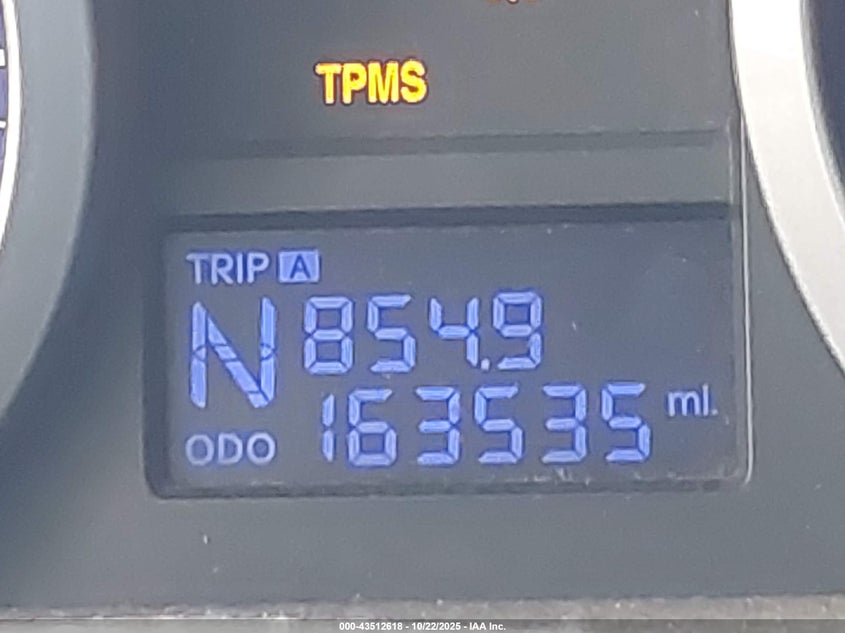 TPMS
TRIP A
N 854.9
ODO 163535 mI.
000-43512618 - 10/22/2025 - IAA Inc.